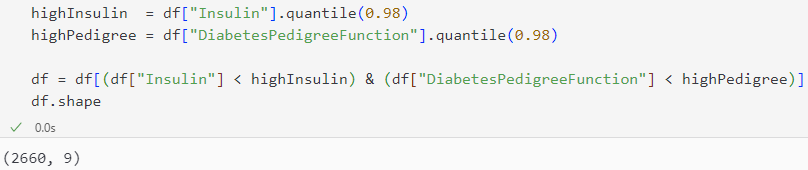 highInsulin  = df["Insulin"].quantile(0.98)
highPedigree = df["DiabetesPedigreeFunction"].quantile(0.98)
df = df[(df["Insulin"] < highInsulin) & (df["DiabetesPedigreeFunction"] < highPedigree)]
df.shape
✓ 0.0s
(2660, 9)